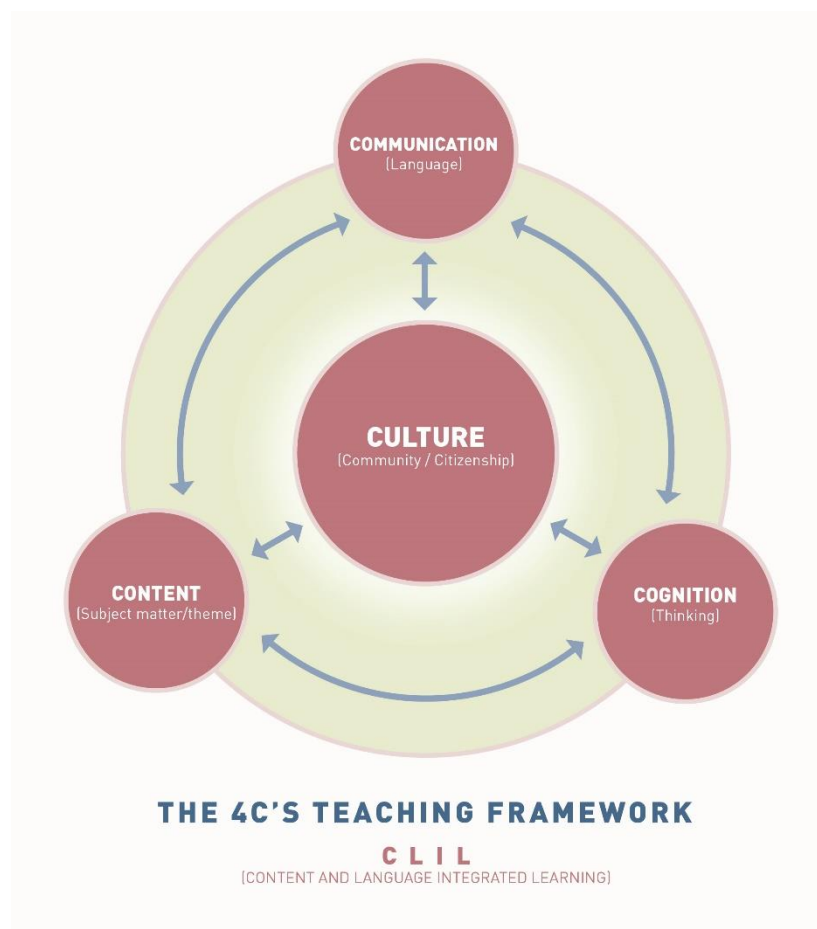 COMMUNICATION
(Language)
CULTURE
(Community / Citizenship)
CONTENT
(Subject matter/theme)
COGNITION
(Thinking)
THE 4C'S TEACHING FRAMEWORK
CLIL
(CONTENT AND LANGUAGE INTEGRATED LEARNING)